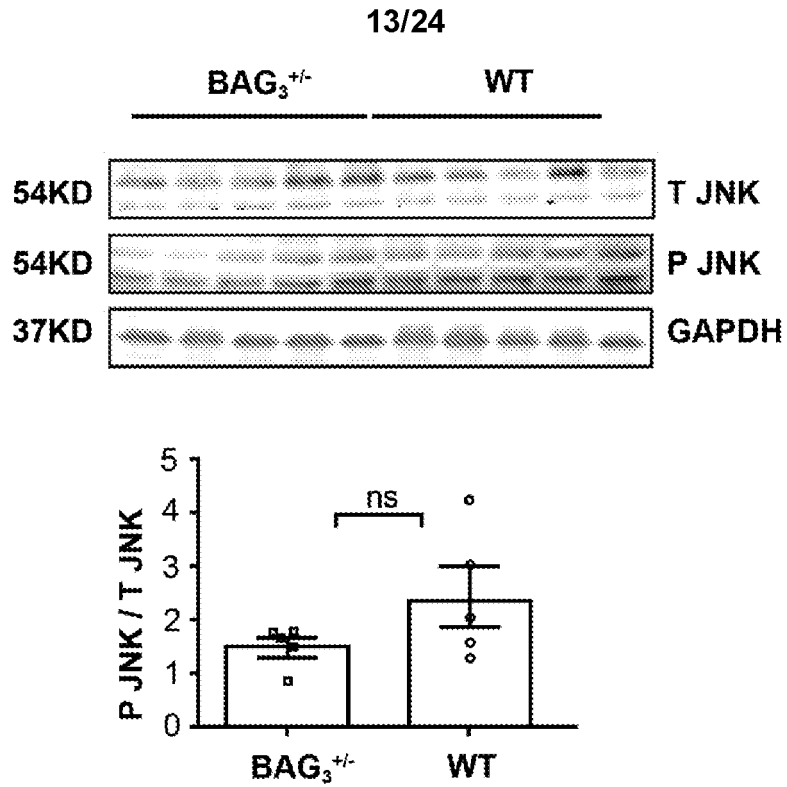 13/24
BAG₃⁺/⁻ WT
54KD T JNK
54KD P JNK
37KD GAPDH
P JNK / T JNK
5
4
3
2
1
0
ns
BAG₃⁺/⁻ WT